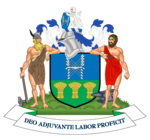 DEO ADJUVANTE LABOR PROFICIT